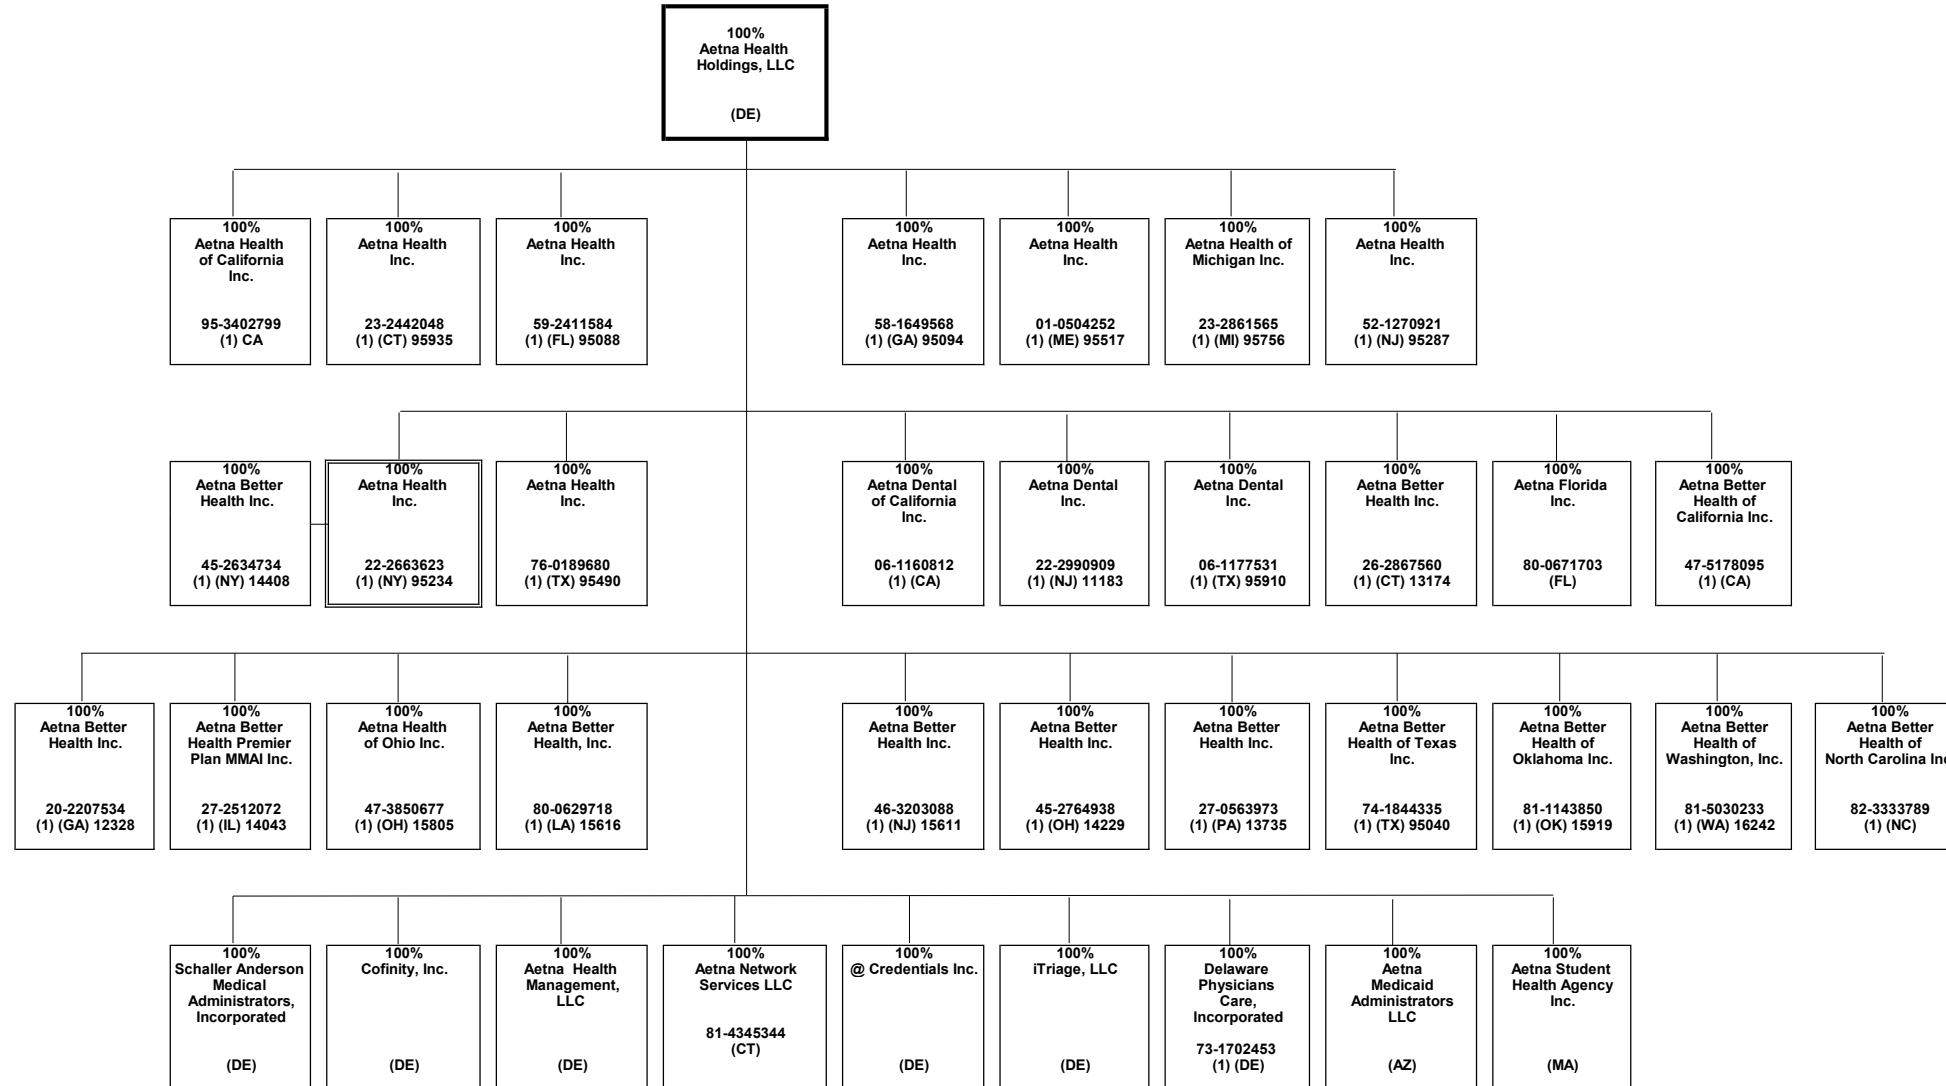 100%
Aetna Health
Holdings, LLC
(DE)
100%
Aetna Health
of California
Inc.
95-3402799
(1) CA
100%
Aetna Health
Inc.
23-2442048
(1) (CT) 95935
100%
Aetna Health
Inc.
59-2411584
(1) (FL) 95088
100%
Aetna Health
Inc.
58-1649568
(1) (GA) 95094
100%
Aetna Health
Inc.
01-0504252
(1) (ME) 95517
100%
Aetna Health of
Michigan Inc.
23-2861565
(1) (MI) 95756
100%
Aetna Health
Inc.
52-1270921
(1) (NJ) 95287
100%
Aetna Better
Health Inc.
45-2634734
(1) (NY) 14408
100%
Aetna Health
Inc.
22-2663623
(1) (NY) 95234
100%
Aetna Health
Inc.
76-0189680
(1) (TX) 95490
100%
Aetna Dental
of California
Inc.
06-1160812
(1) (CA)
100%
Aetna Dental
Inc.
22-2990909
(1) (NJ) 11183
100%
Aetna Dental
Inc.
06-1177531
(1) (TX) 95910
100%
Aetna Better
Health Inc.
26-2867560
(1) (CT) 13174
100%
Aetna Florida
Inc.
80-0671703
(FL)
100%
Aetna Better
Health of
California Inc.
47-5178095
(1) (CA)
100%
Aetna Better
Health Inc.
20-2207534
(1) (GA) 12328
100%
Aetna Better
Health Premier
Plan MMAI Inc.
27-2512072
(1) (IL) 14043
100%
Aetna Health
of Ohio Inc.
47-3850677
(1) (OH) 15805
100%
Aetna Better
Health, Inc.
80-0629718
(1) (LA) 15616
100%
Aetna Better
Health Inc.
46-3203088
(1) (NJ) 15611
100%
Aetna Better
Health Inc.
45-2764938
(1) (OH) 14229
100%
Aetna Better
Health Inc.
27-0563973
(1) (PA) 13735
100%
Aetna Better
Health of Texas
Inc.
74-1844335
(1) (TX) 95040
100%
Aetna Better
Health of
Oklahoma Inc.
81-1143850
(1) (OK) 15919
100%
Aetna Better
Health of
Washington, Inc.
81-5030233
(1) (WA) 16242
100%
Aetna Better
Health of
North Carolina Inc
82-3333789
(1) (NC)
100%
Schaller Anderson
Medical
Administrators,
Incorporated
(DE)
100%
Cofinity, Inc.
(DE)
100%
Aetna Health
Management,
LLC
(DE)
100%
Aetna Network
Services LLC
81-4345344
(CT)
100%
@ Credentials Inc.
(DE)
100%
iTriage, LLC
(DE)
100%
Delaware
Physicians
Care,
Incorporated
73-1702453
(1) (DE)
100%
Aetna
Medicaid
Administrators
LLC
(AZ)
100%
Aetna Student
Health Agency
Inc.
(MA)